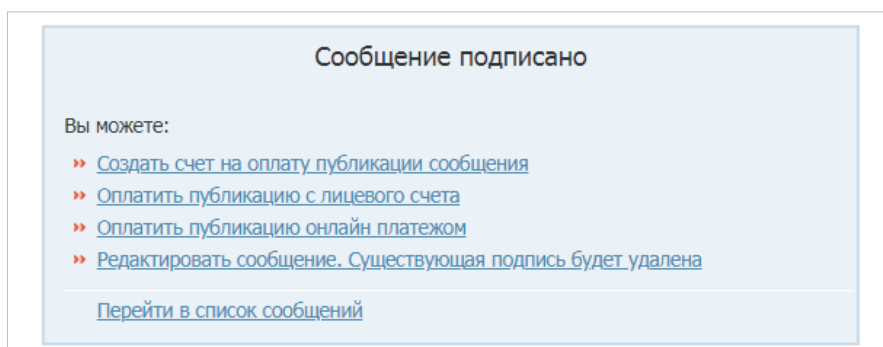 Сообщение подписано
Вы можете:
Создать счет на оплату публикации сообщения
Оплатить публикацию с лицевого счета
Оплатить публикацию онлайн платежом
Редактировать сообщение. Существующая подпись будет удалена
Перейти в список сообщений